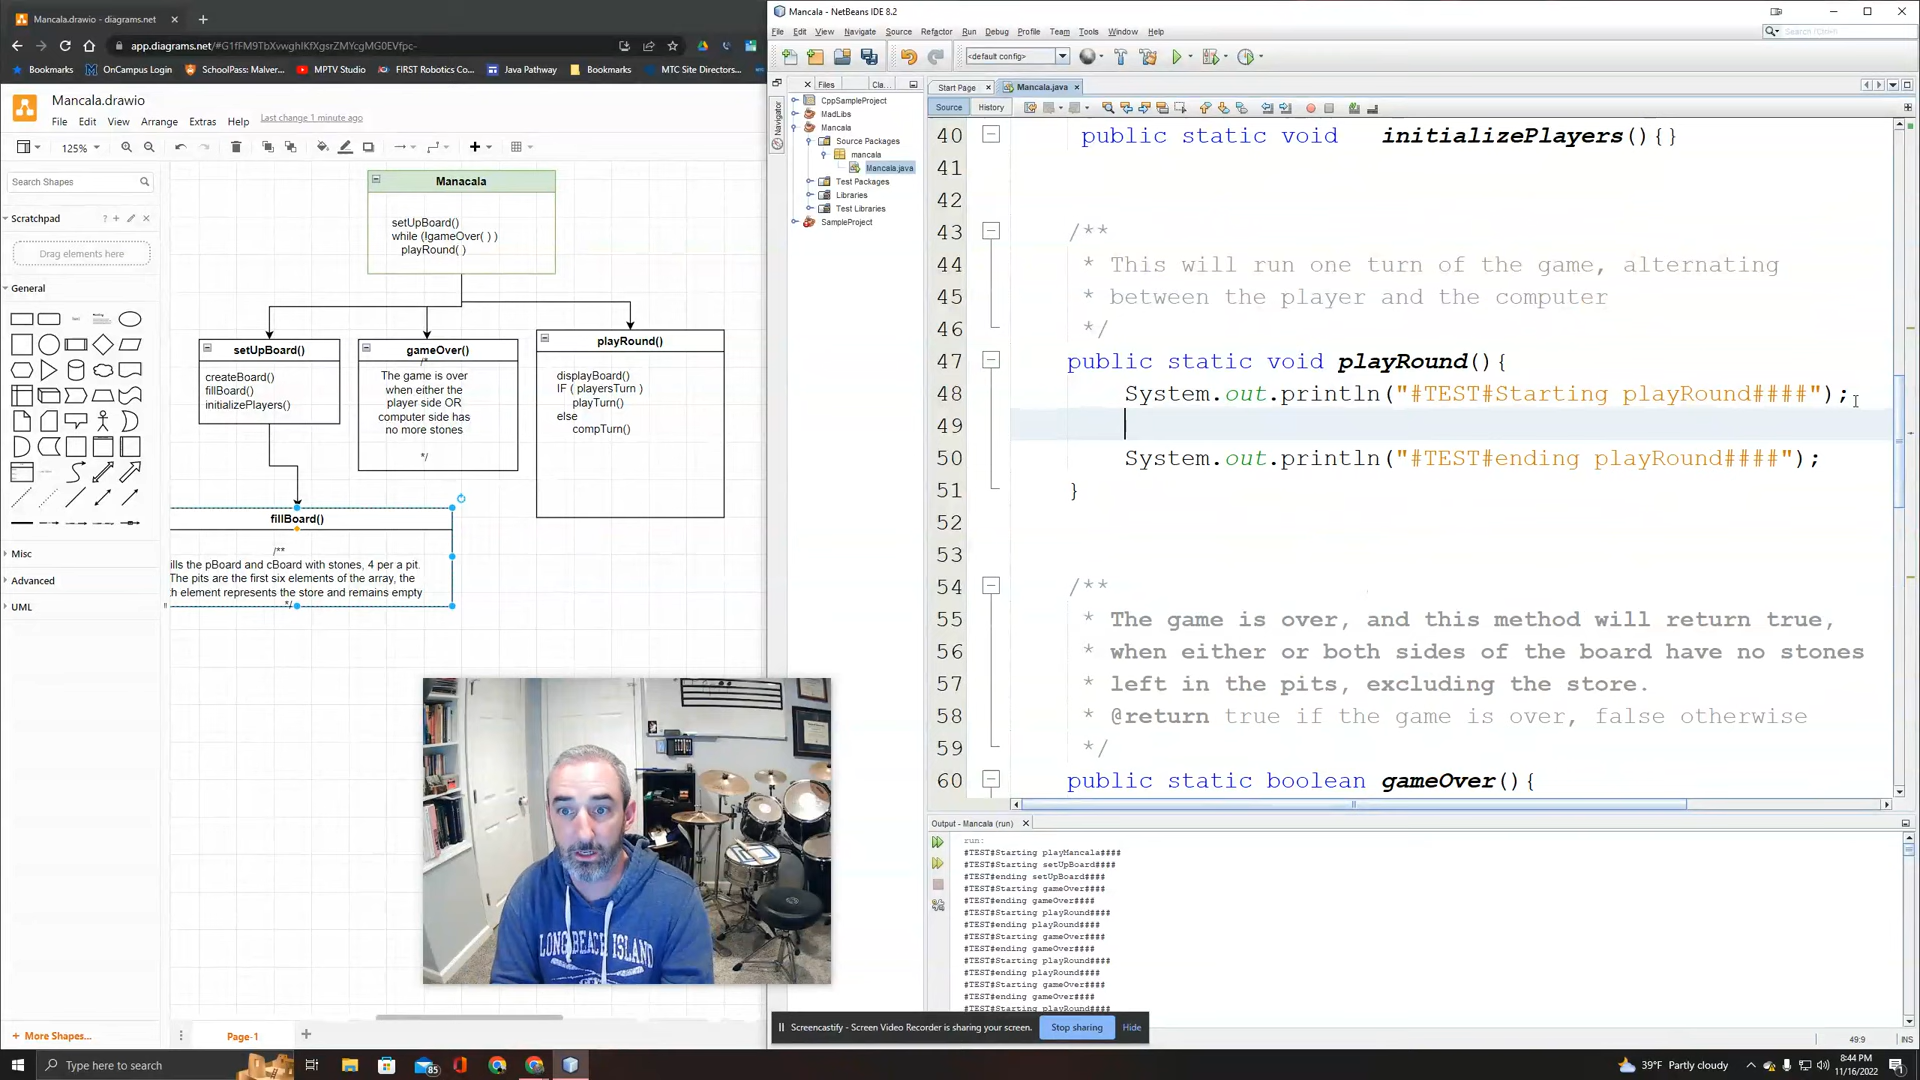 Mancala.drawio - diagrams.net
app.diagrams.net/#G1fFM9TbXvwghIKfXgsrZMYcgMG0EVfpc-
Bookmarks
OnCampus Login
SchoolPass: Malver...
MPTV Studio
FIRST Robotics Co...
Java Pathway
Bookmarks
MTC Site Directors...
Mancala.drawio
File Edit View Arrange Extras Help Last change 1 minute ago
125%
Search Shapes
Scratchpad
Drag elements here
General
Misc
Advanced
UML
+ More Shapes...
Page-1
Manacala
setUpBoard()
while (!gameOver( ) )
playRound( )
setUpBoard()
createBoard()
fillBoard()
initializePlayers()
gameOver()
/*
The game is over
when either the
player side OR
computer side has
no more stones
*/
playRound()
displayBoard()
IF ( playersTurn )
playTurn()
else
compTurn()
fillBoard()
/**
ills the pBoard and cBoard with stones, 4 per a pit.
The pits are the first six elements of the array, the
h element represents the store and remains empty
*/
Mancala - NetBeans IDE 8.2
File Edit View Navigate Source Refactor Run Debug Profile Team Tools Window Help
Search (Ctrl+I)
<default config>
Files
Cla...
Navigator
CppSampleProject
MadLibs
Mancala
Source Packages
mancala
Mancala.java
Test Packages
Libraries
Test Libraries
SampleProject
Start Page
Mancala.java
Source
History
40 public static void initializePlayers(){}
41
42
43 /**
44 * This will run one turn of the game, alternating
45 * between the player and the computer
46 */
47 public static void playRound(){
48 System.out.println("#TEST#Starting playRound####");
49
50 System.out.println("#TEST#ending playRound####");
51 }
52
53
54 /**
55 * The game is over, and this method will return true,
56 * when either or both sides of the board have no stones
57 * left in the pits, excluding the store.
58 * @return true if the game is over, false otherwise
59 */
60 public static boolean gameOver(){
Output - Mancala (run)
run:
#TEST#Starting playMancala####
#TEST#Starting setUpBoard####
#TEST#ending setUpBoard####
#TEST#Starting gameOver####
#TEST#ending gameOver####
#TEST#Starting playRound####
#TEST#ending playRound####
#TEST#Starting gameOver####
#TEST#ending gameOver####
#TEST#Starting playRound####
#TEST#ending playRound####
#TEST#Starting gameOver####
#TEST#ending gameOver####
#TEST#Starting playRound####
LONG BEACH ISLAND
Screencastify - Screen Video Recorder is sharing your screen.
Stop sharing
Hide
49:9
INS
Type here to search
85
39°F Partly cloudy
8:44 PM
11/16/2022